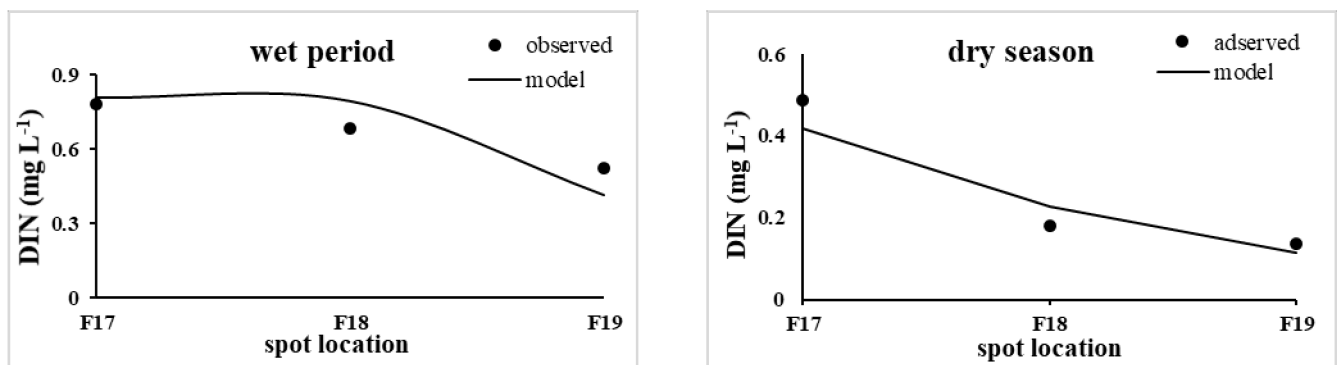 wet period
observed
model
DIN (mg L⁻¹)
0.9
0.6
0.3
0
F17
F18
F19
spot location
dry season
adserved
model
DIN (mg L⁻¹)
0.6
0.4
0.2
0
F17
F18
F19
spot location